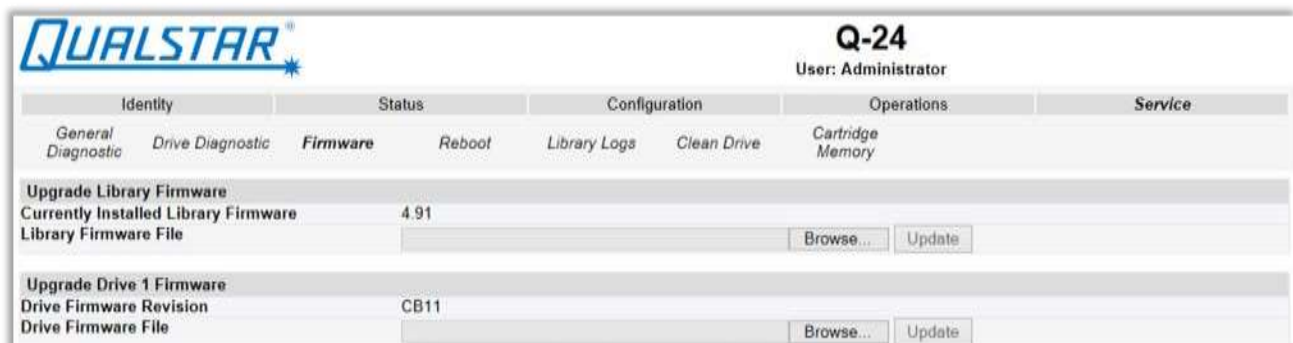 QUALSTAR®
Q-24
User: Administrator
Identity Status Configuration Operations Service
General Diagnostic Drive Diagnostic Firmware Reboot Library Logs Clean Drive Cartridge Memory
Upgrade Library Firmware
Currently Installed Library Firmware 4.91
Library Firmware File Browse... Update
Upgrade Drive 1 Firmware
Drive Firmware Revision CB11
Drive Firmware File Browse... Update